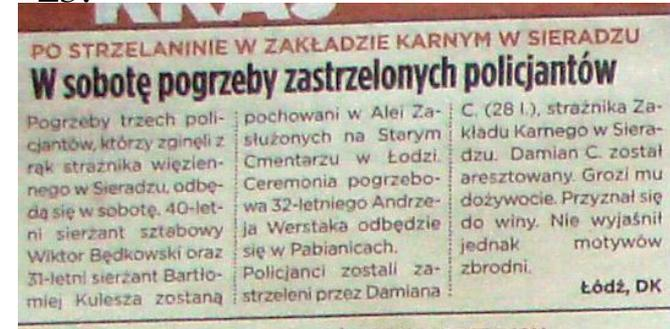 KRAJ
PO STRZELANINIE W ZAKŁADZIE KARNYM W SIERADZU
W sobotę pogrzeby zastrzelonych policjantów
Pogrzeby trzech poli-
cjantów, którzy zginęli z
rąk strażnika więzien-
nego w Sieradzu, odbę-
dą się w sobotę. 40-let-
ni sierżant sztabowy
Wiktor Będkowski oraz
31-letni sierżant Bartło-
miej Kulesza zostaną
pochowani w Alei Za-
służonych na Starym
Cmentarzu w Łodzi.
Ceremonia pogrzebo-
wa 32-letniego Andrze-
ja Werstaka odbędzie
się w Pabianicach.
Policjanci zostali za-
strzeleni przez Damiana
C. (28 l.), strażnika Za-
kładu Karnego w Siera-
dzu. Damian C. został
aresztowany. Grozi mu
dożywocie. Przyznał się
do winy. Nie wyjaśnił
jednak motywów
zbrodni.
Łódź, DK